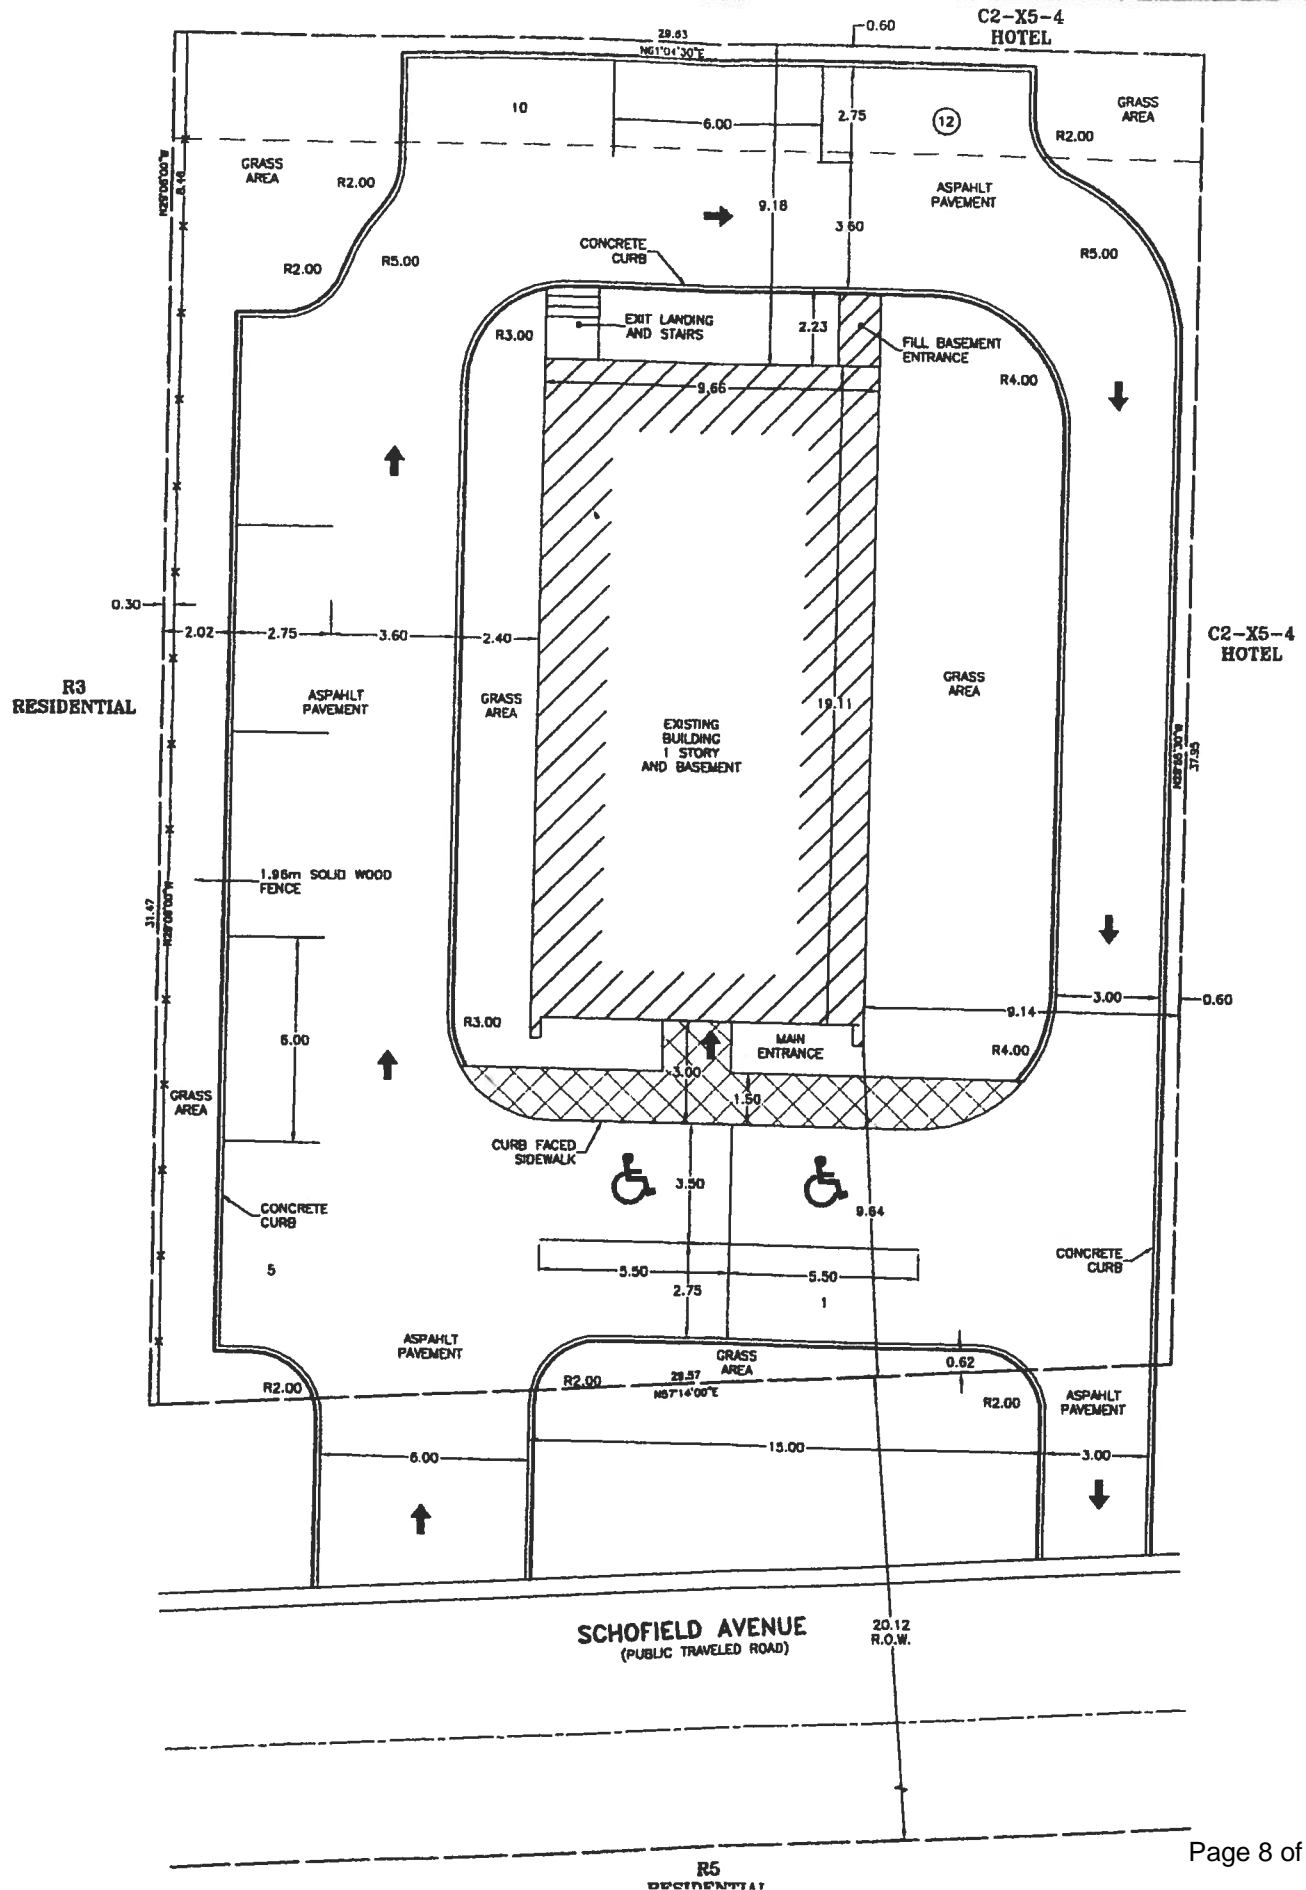 C2-X5-4
HOTEL
0.60
29.63
N61°04'30"E
10
6.00
2.75
12
GRASS
AREA
R2.00
GRASS
AREA
R2.00
8.46
ASPAHLT
PAVEMENT
9.18
3.60
CONCRETE
CURB
R5.00
R2.00
R5.00
EXIT LANDING
AND STAIRS
R3.00
2.23
FILL BASEMENT
ENTRANCE
R4.00
9.66
0.30
2.02
2.75
3.60
2.40
C2-X5-4
HOTEL
R3
RESIDENTIAL
ASPAHLT
PAVEMENT
GRASS
AREA
GRASS
AREA
19.11
EXISTING
BUILDING
1 STORY
AND BASEMENT
37.95
1.96m SOLID WOOD
FENCE
31.47
3.00
0.60
9.14
R3.00
6.00
MAIN
ENTRANCE
R4.00
3.00
1.50
GRASS
AREA
CURB FACED
SIDEWALK
3.50
9.64
CONCRETE
CURB
CONCRETE
CURB
5
5.50
5.50
2.75
1
ASPAHLT
PAVEMENT
GRASS
AREA
0.62
R2.00
R2.00
29.57
N57°14'00"E
R2.00
ASPAHLT
PAVEMENT
6.00
15.00
3.00
SCHOFIELD AVENUE
(PUBLIC TRAVELED ROAD)
20.12
R.O.W.
Page 8 of
R5
RESIDENTIAL